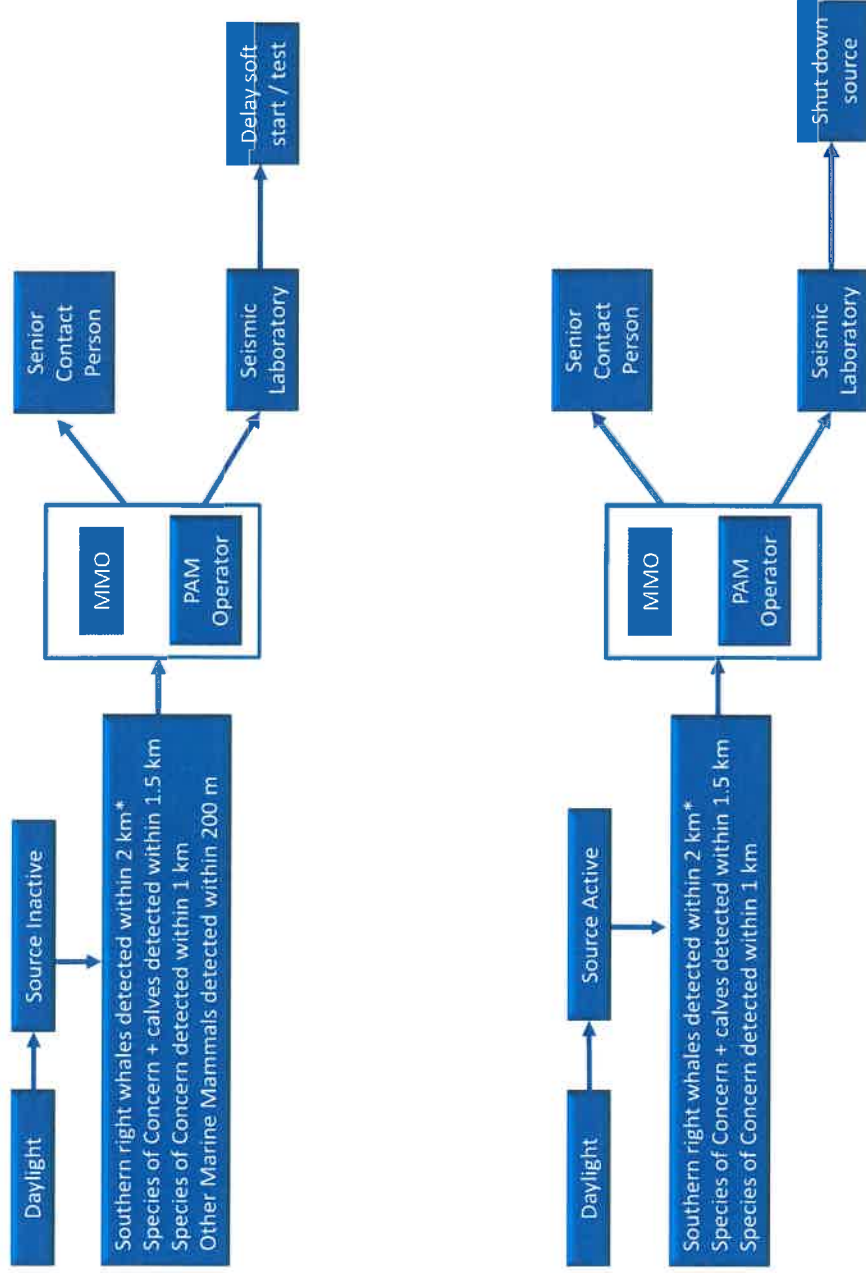 Daylight
Source Inactive
Southern right whales detected within 2 km*
Species of Concern + calves detected within 1.5 km
Species of Concern detected within 1 km
Other Marine Mammals detected within 200 m
MMO
PAM
Operator
Senior
Contact
Person
Seismic
Laboratory
Delay soft
start / test
Daylight
Source Active
Southern right whales detected within 2 km*
Species of Concern + calves detected within 1.5 km
Species of Concern detected within 1 km
MMO
PAM
Operator
Senior
Contact
Person
Seismic
Laboratory
Shut down
source